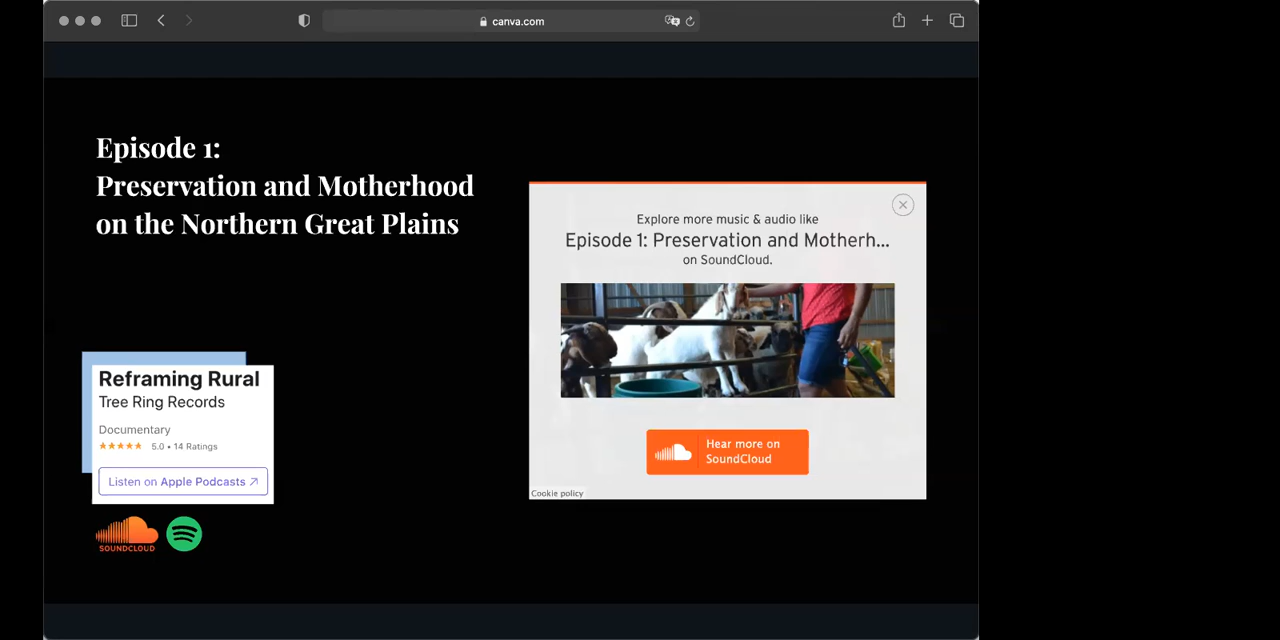 canva.com
Episode 1:
Preservation and Motherhood
on the Northern Great Plains
Explore more music & audio like
Episode 1: Preservation and Motherh...
on SoundCloud.
Hear more on
SoundCloud
Cookie policy
Reframing Rural
Tree Ring Records
Documentary
★★★★★ 5.0 • 14 Ratings
Listen on Apple Podcasts ↗
SOUNDCLOUD